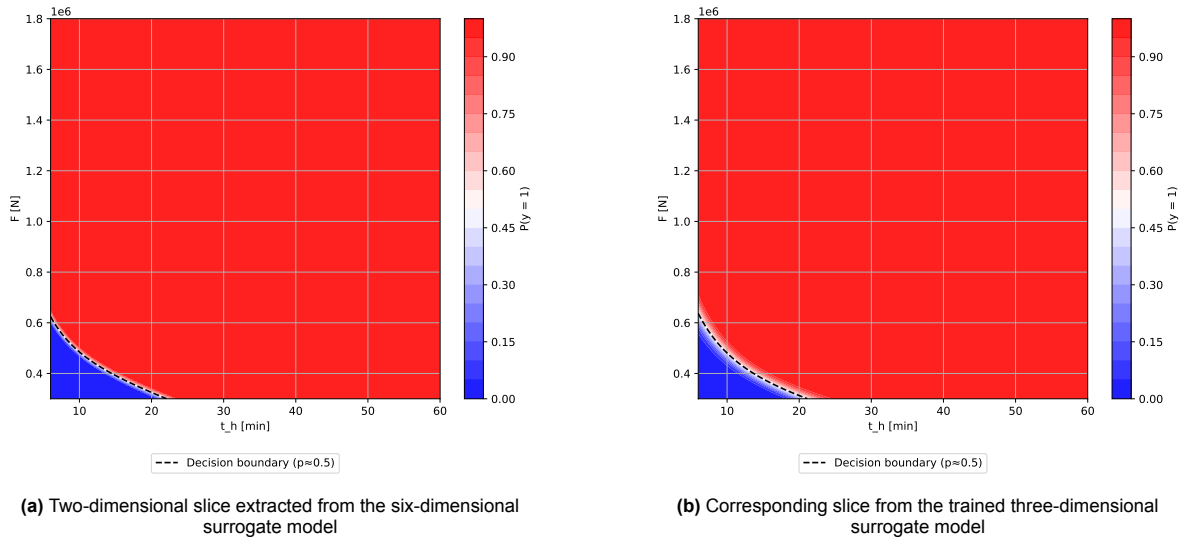 1e6
1.8
1.6
1.4
1.2
1.0
0.8
0.6
0.4
F [N]
10 20 30 40 50 60
t_h [min]
0.90
0.75
0.60
0.45
0.30
0.15
0.00
P(y = 1)
Decision boundary (p≈0.5)
(a) Two-dimensional slice extracted from the six-dimensional
surrogate model
1e6
1.8
1.6
1.4
1.2
1.0
0.8
0.6
0.4
F [N]
10 20 30 40 50 60
t_h [min]
0.90
0.75
0.60
0.45
0.30
0.15
0.00
P(y = 1)
Decision boundary (p≈0.5)
(b) Corresponding slice from the trained three-dimensional
surrogate model